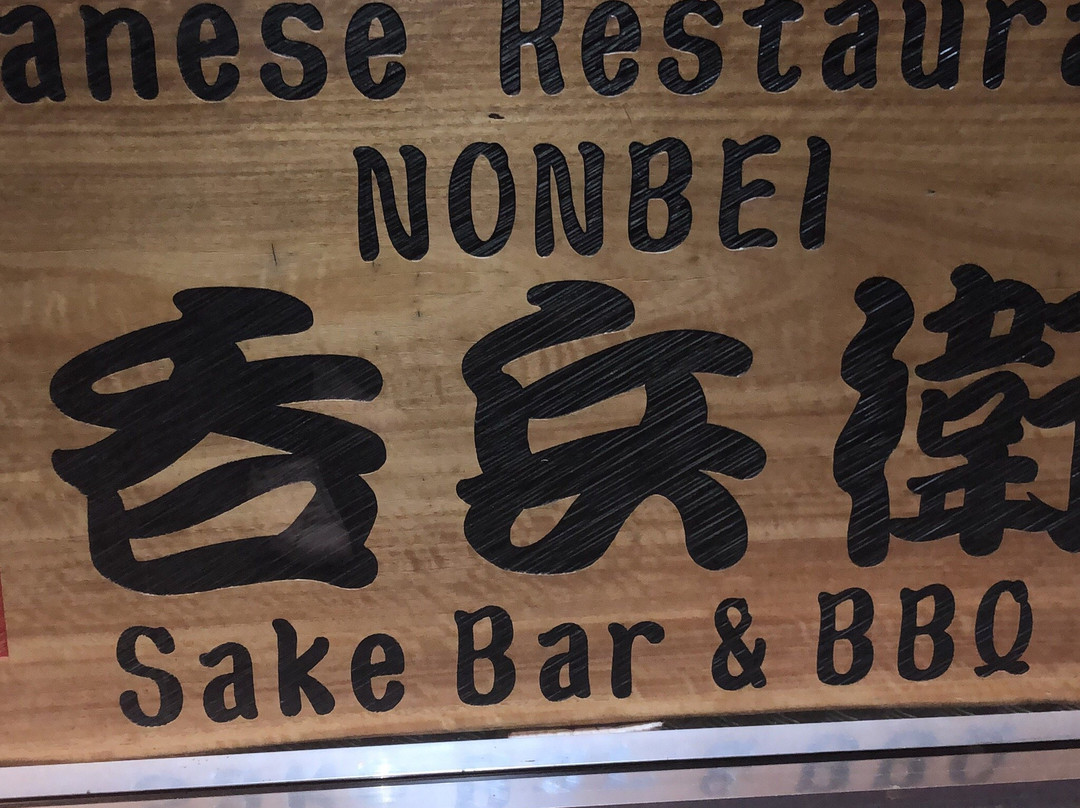 anese Restaura
NONBEI
呑兵衛
Sake Bar & BBQ